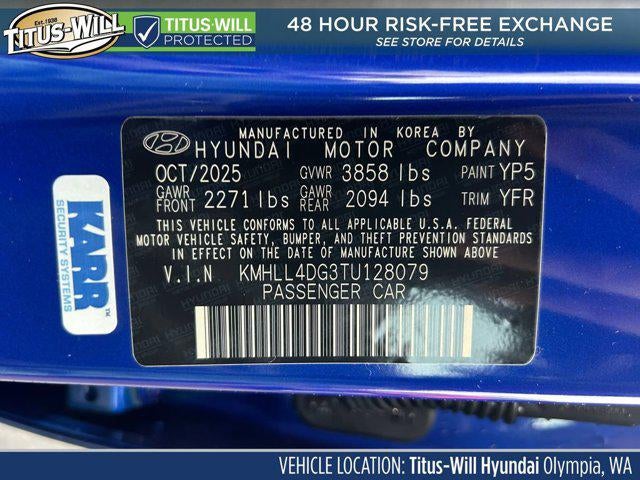 Est. 1938
TITUS-WILL
TITUS-WILL
PROTECTED
48 HOUR RISK-FREE EXCHANGE
SEE STORE FOR DETAILS
MANUFACTURED IN KOREA BY
HYUNDAI MOTOR COMPANY
OCT/2025 GVWR 3858 lbs PAINT YP5
GAWR FRONT 2271 lbs GAWR REAR 2094 lbs TRIM YFR
THIS VEHICLE CONFORMS TO ALL APPLICABLE U.S.A. FEDERAL
MOTOR VEHICLE SAFETY, BUMPER, AND THEFT PREVENTION STANDARDS
IN EFFECT ON THE DATE OF MANUFACTURE SHOWN ABOVE
V.I.N KMHLL4DG3TU128079
PASSENGER CAR
KARR™
SECURITY SYSTEMS
VEHICLE LOCATION: Titus-Will Hyundai Olympia, WA